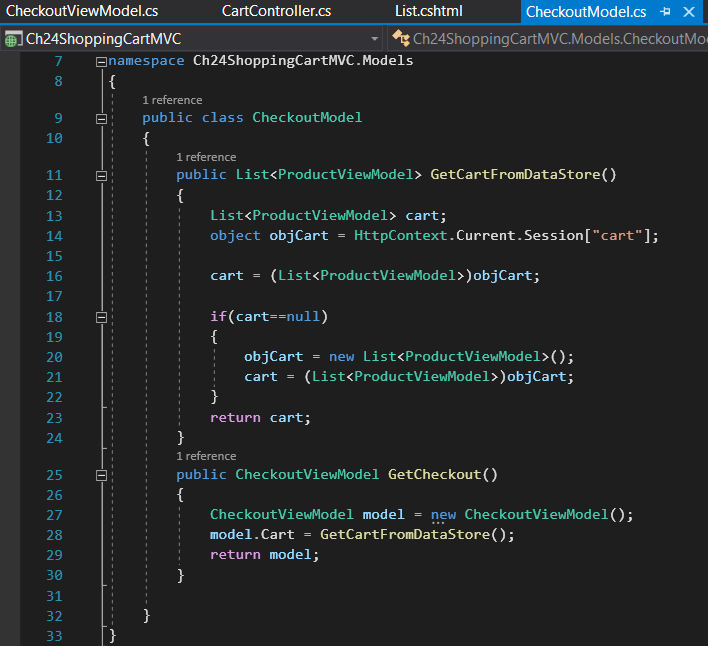 CheckoutViewModel.cs CartController.cs List.cshtml CheckoutModel.cs
Ch24ShoppingCartMVC Ch24ShoppingCartMVC.Models.CheckoutMo
7 namespace Ch24ShoppingCartMVC.Models
8 {
1 reference
9 public class CheckoutModel
10 {
1 reference
11 public List<ProductViewModel> GetCartFromDataStore()
12 {
13 List<ProductViewModel> cart;
14 object objCart = HttpContext.Current.Session["cart"];
15
16 cart = (List<ProductViewModel>)objCart;
17
18 if(cart==null)
19 {
20 objCart = new List<ProductViewModel>();
21 cart = (List<ProductViewModel>)objCart;
22 }
23 return cart;
24 }
1 reference
25 public CheckoutViewModel GetCheckout()
26 {
27 CheckoutViewModel model = new CheckoutViewModel();
28 model.Cart = GetCartFromDataStore();
29 return model;
30 }
31
32 }
33 }